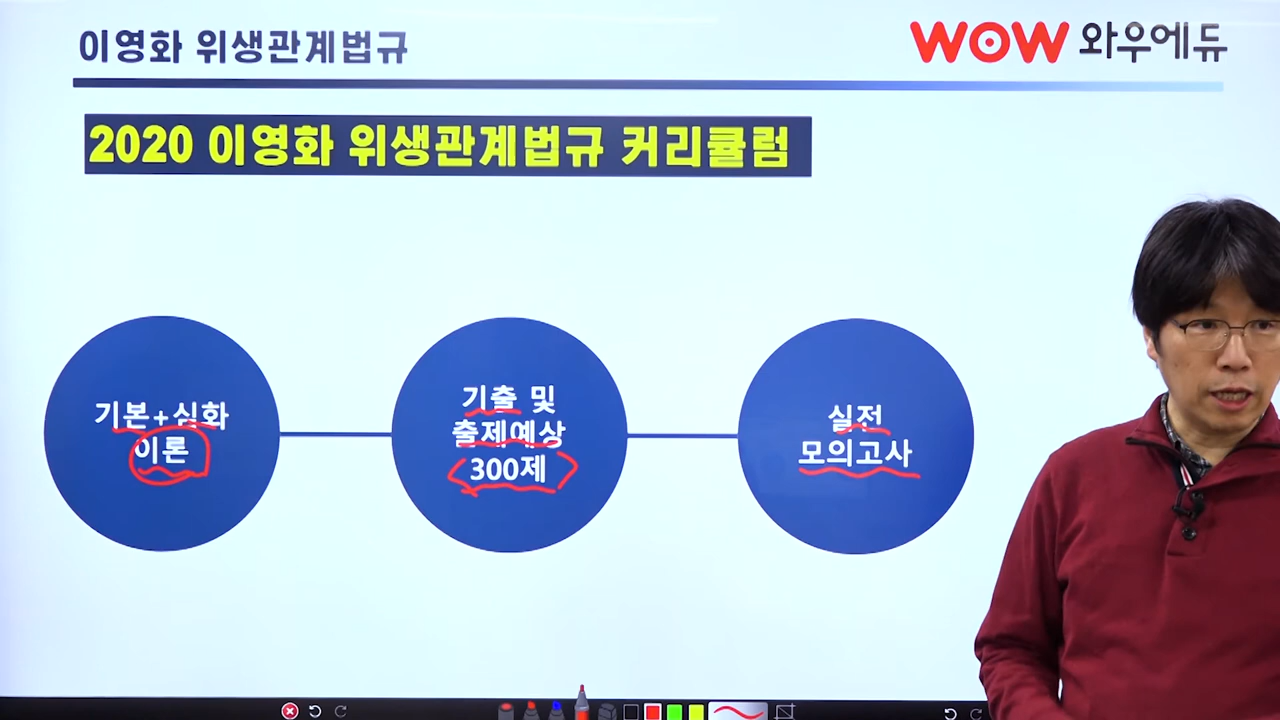 이영화 위생관계법규
WOW 와우에듀
2020 이영화 위생관계법규 커리큘럼
기본+심화
이론
기출 및
출제예상
300제
실전
모의고사